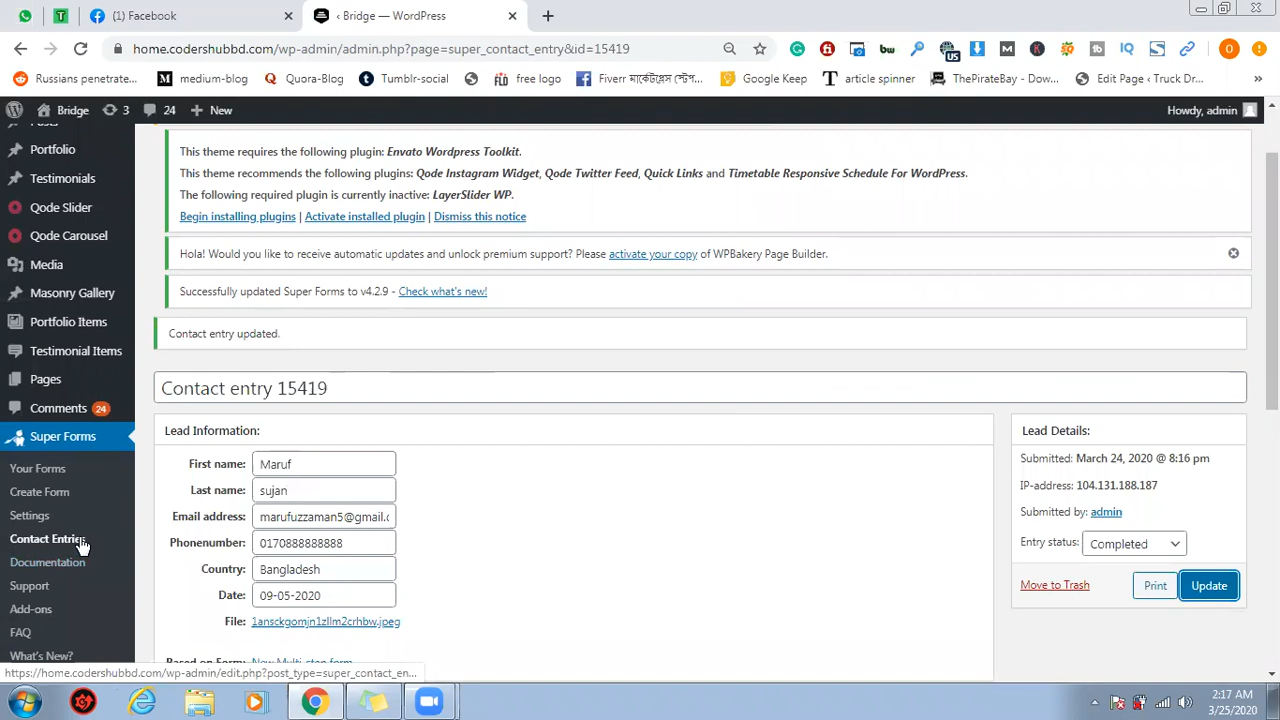 (1) Facebook
‹ Bridge — WordPress
home.codershubbd.com/wp-admin/admin.php?page=super_contact_entry&id=15419
Russians penetrate...
medium-blog
Quora-Blog
Tumblr-social
free logo
Fiverr মার্কেটপ্লেস স্টেপ...
Google Keep
article spinner
ThePirateBay - Dow...
Edit Page ‹ Truck Dr...
Bridge
3
24
New
Howdy, admin
Posts
Portfolio
Testimonials
Qode Slider
Qode Carousel
Media
Masonry Gallery
Portfolio Items
Testimonial Items
Pages
Comments 24
Super Forms
Your Forms
Create Form
Settings
Contact Entries
Documentation
Support
Add-ons
FAQ
What's New?
This theme requires the following plugin: Envato Wordpress Toolkit.
This theme recommends the following plugins: Qode Instagram Widget, Qode Twitter Feed, Quick Links and Timetable Responsive Schedule For WordPress.
The following required plugin is currently inactive: LayerSlider WP.
Begin installing plugins | Activate installed plugin | Dismiss this notice
Hola! Would you like to receive automatic updates and unlock premium support? Please activate your copy of WPBakery Page Builder.
Successfully updated Super Forms to v4.2.9 - Check what's new!
Contact entry updated.
Contact entry 15419
Lead Information:
First name: Maruf
Last name: sujan
Email address: marufuzzaman5@gmail.c
Phonenumber: 0170888888888
Country: Bangladesh
Date: 09-05-2020
File: 1ansckgomjn1zllm2crhbw.jpeg
Based on Form: New Multi-step form
Lead Details:
Submitted: March 24, 2020 @ 8:16 pm
IP-address: 104.131.188.187
Submitted by: admin
Entry status: Completed
Move to Trash
Print
Update
https://home.codershubbd.com/wp-admin/edit.php?post_type=super_contact_en...
2:17 AM
3/25/2020